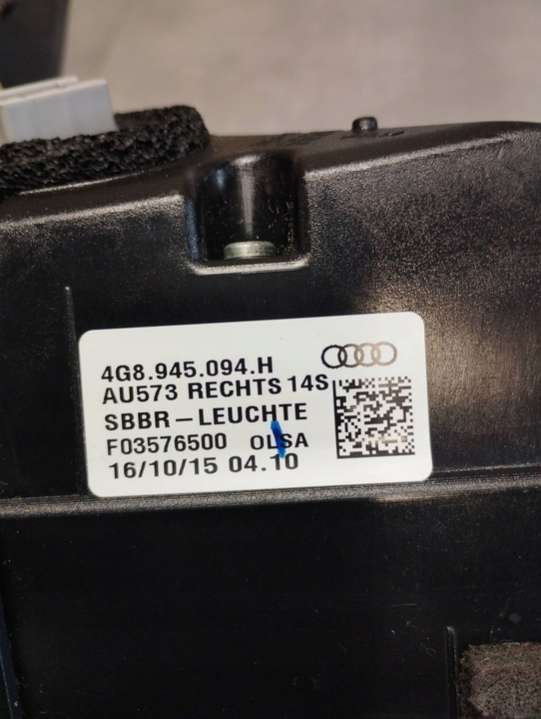 4G8.945.094.H
AU573 RECHTS 14S
SBBR-LEUCHTE
F03576500 OLSA
16/10/15 04.10